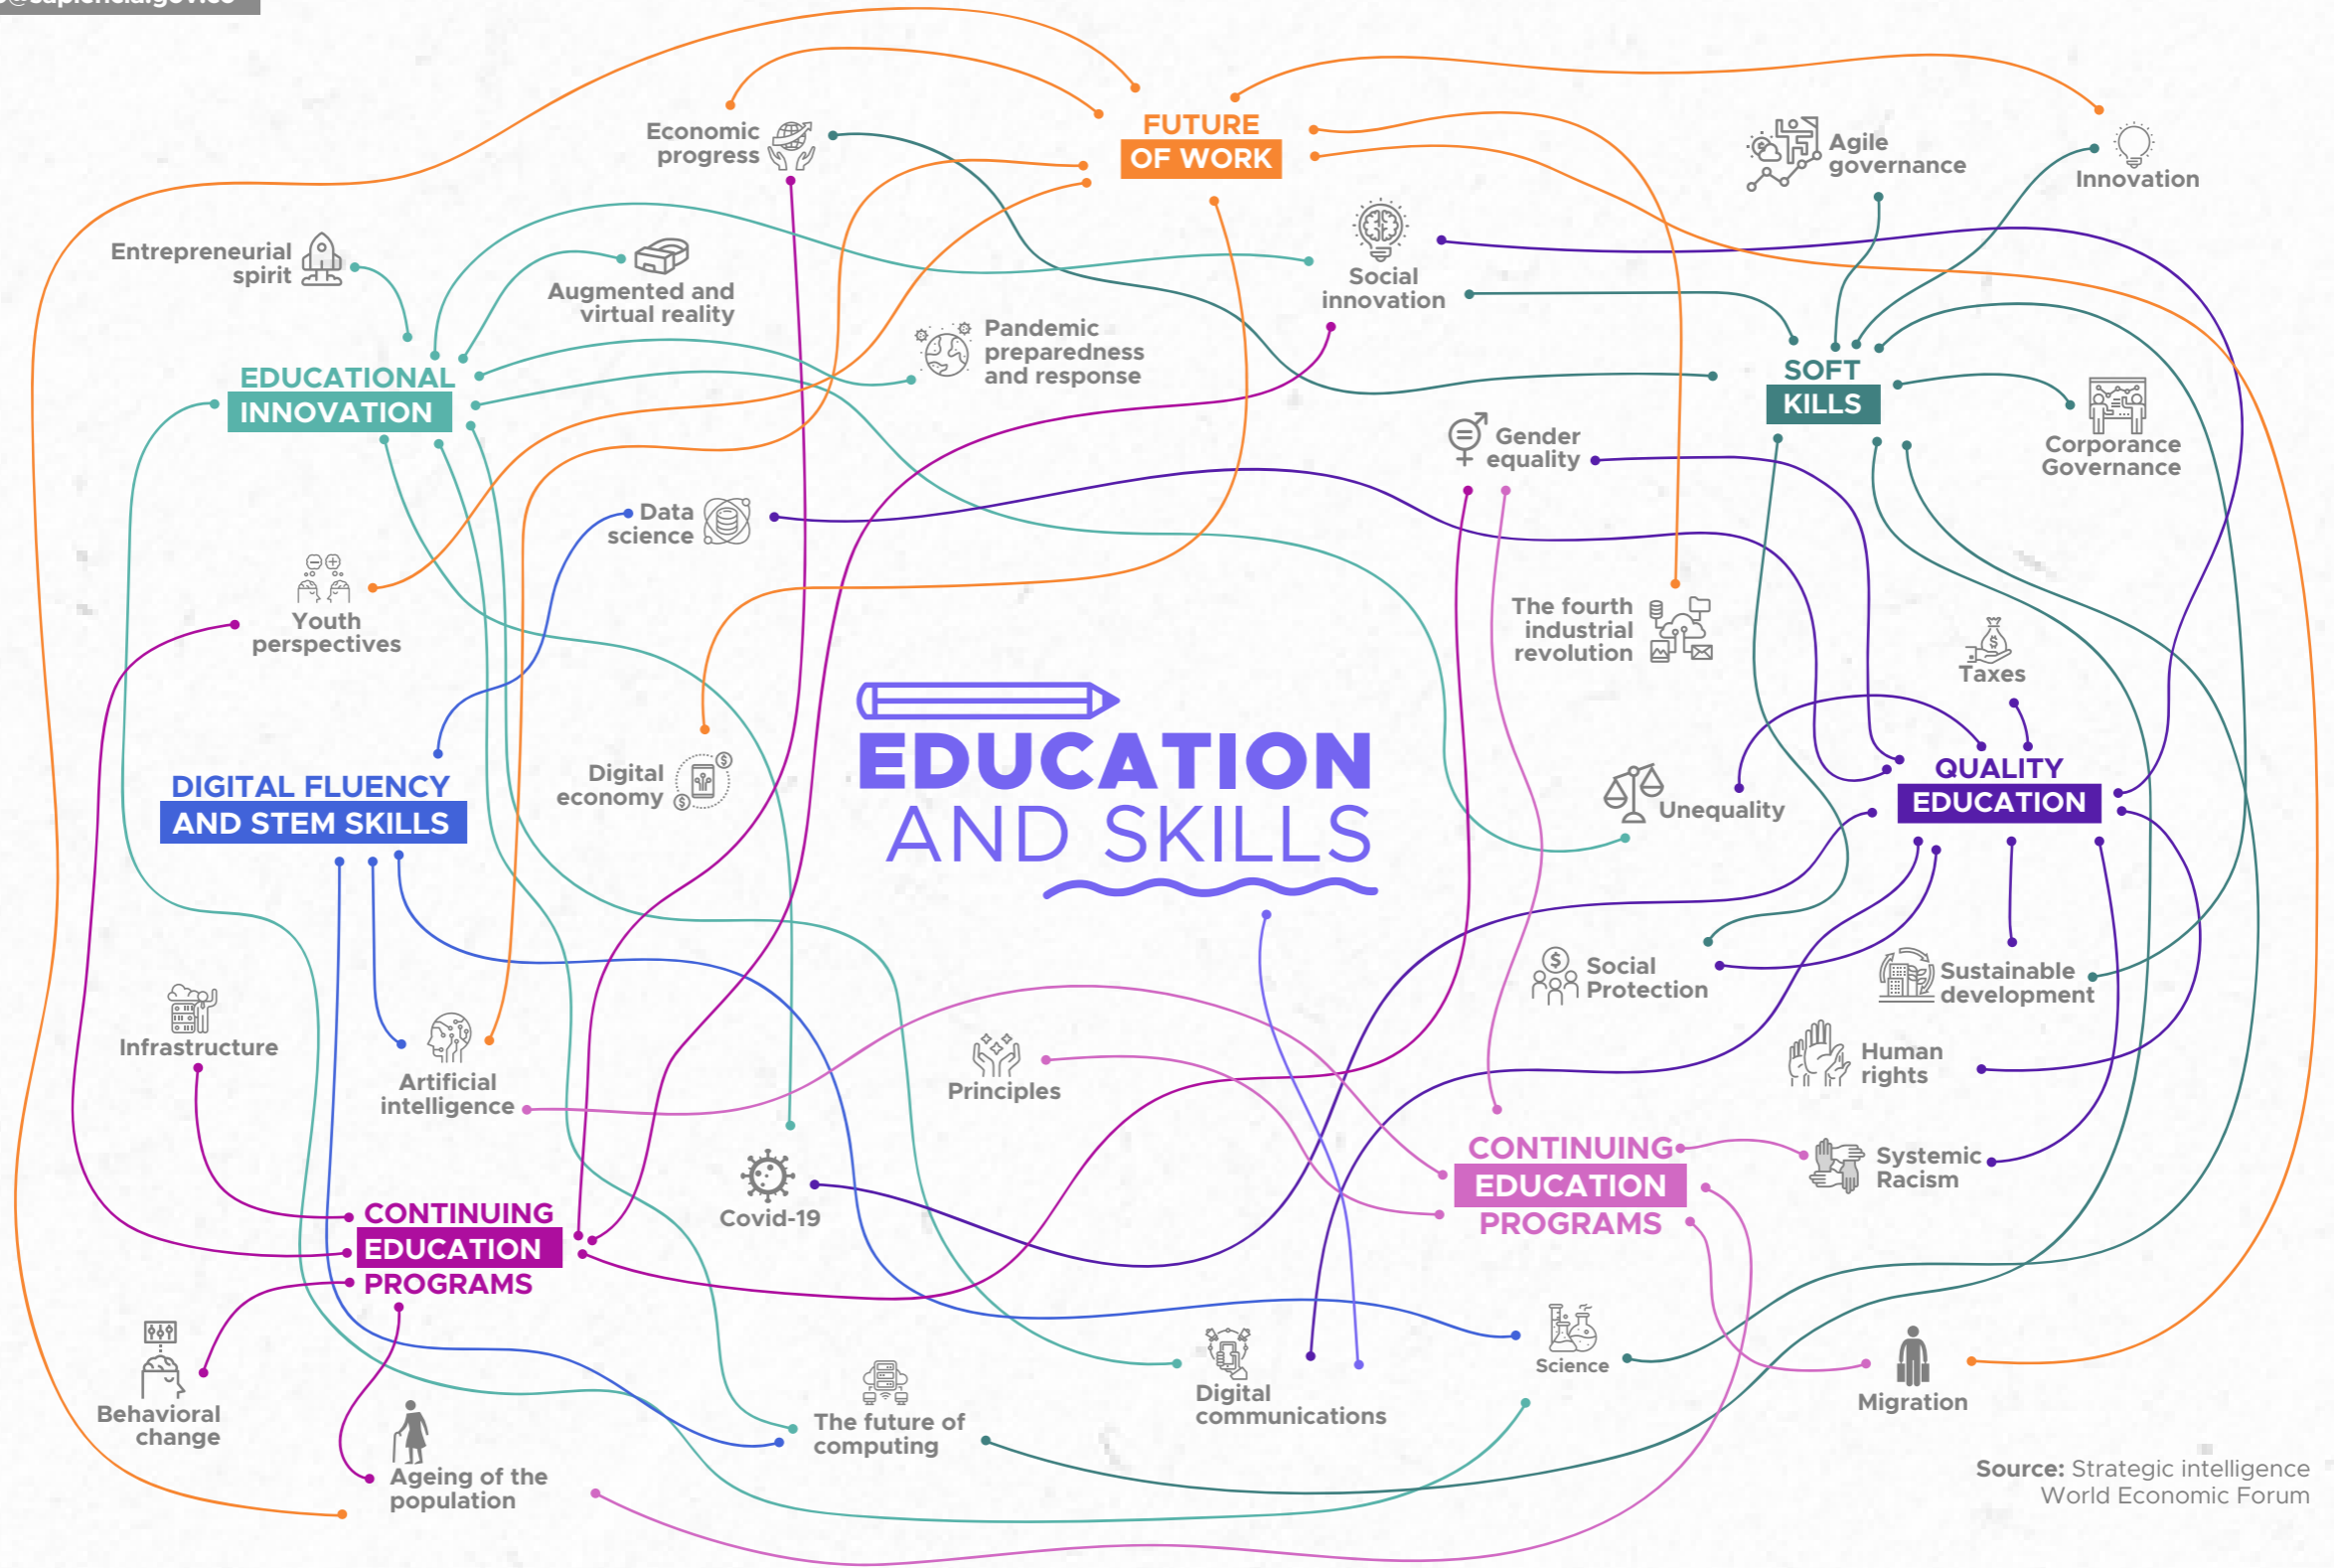 @sapiencia.gov.co
Economic
progress
FUTURE
OF WORK
Agile
governance
Innovation
Entrepreneurial
spirit
Augmented and
virtual reality
Social
innovation
Pandemic
preparedness
and response
EDUCATIONAL
INNOVATION
SOFT
KILLS
Gender
equality
Corporance
Governance
Data
science
Youth
perspectives
The fourth
industrial
revolution
Taxes
EDUCATION
AND SKILLS
DIGITAL FLUENCY
AND STEM SKILLS
Digital
economy
Unequality
QUALITY
EDUCATION
Social
Protection
Sustainable
development
Infrastructure
Artificial
intelligence
Principles
Human
rights
CONTINUING
EDUCATION
PROGRAMS
Systemic
Racism
Covid-19
CONTINUING
EDUCATION
PROGRAMS
Behavioral
change
Ageing of the
population
The future of
computing
Digital
communications
Science
Migration
Source: Strategic intelligence
World Economic Forum